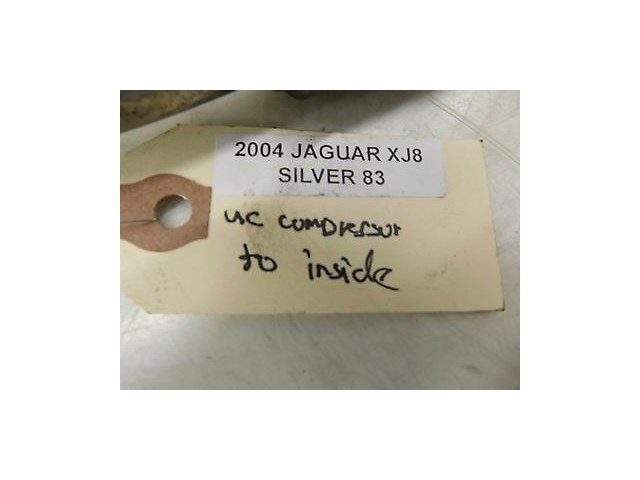 2004 JAGUAR XJ8
SILVER 83
compressor
to inside